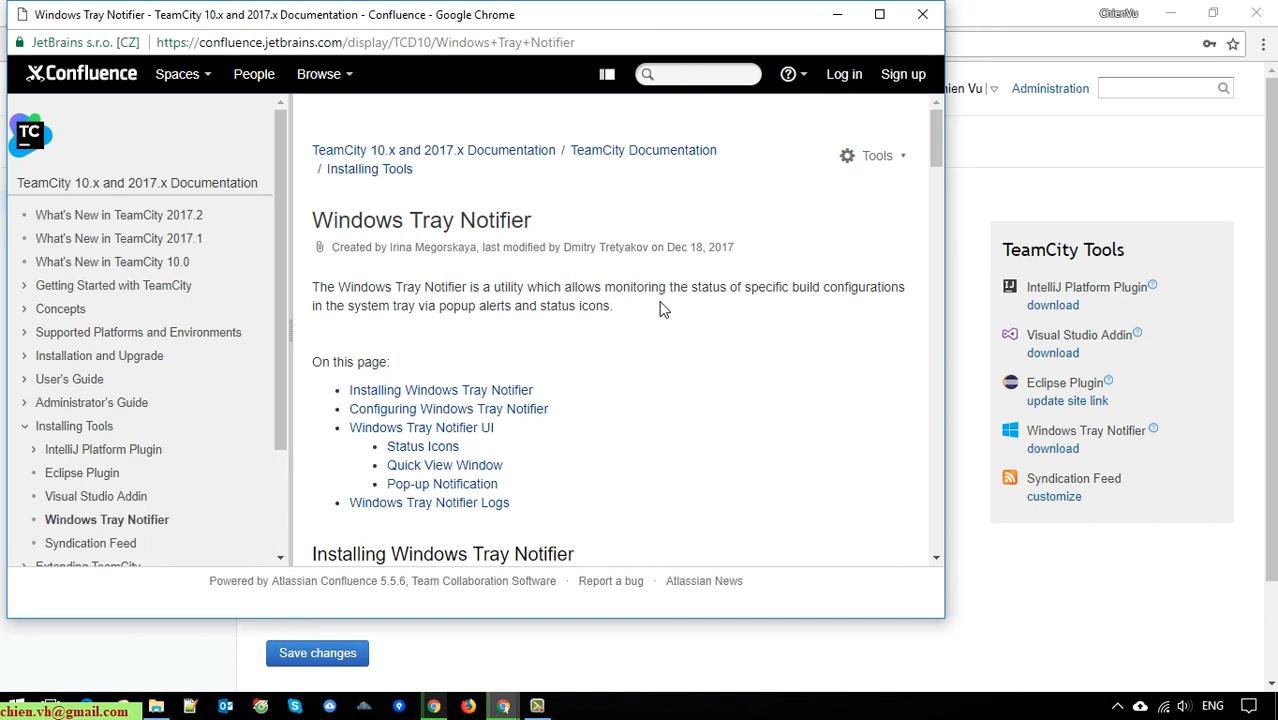 Windows Tray Notifier - TeamCity 10.x and 2017.x Documentation - Confluence - Google Chrome
ChienVu
JetBrains s.r.o. [CZ] | https://confluence.jetbrains.com/display/TCD10/Windows+Tray+Notifier
Confluence Spaces People Browse Log in Sign up
hien Vu Administration
TC
TeamCity 10.x and 2017.x Documentation
What's New in TeamCity 2017.2
What's New in TeamCity 2017.1
What's New in TeamCity 10.0
Getting Started with TeamCity
Concepts
Supported Platforms and Environments
Installation and Upgrade
User's Guide
Administrator's Guide
Installing Tools
IntelliJ Platform Plugin
Eclipse Plugin
Visual Studio Addin
Windows Tray Notifier
Syndication Feed
Extending TeamCity
TeamCity 10.x and 2017.x Documentation / TeamCity Documentation
/ Installing Tools
Tools
Windows Tray Notifier
Created by Irina Megorskaya, last modified by Dmitry Tretyakov on Dec 18, 2017
The Windows Tray Notifier is a utility which allows monitoring the status of specific build configurations
in the system tray via popup alerts and status icons.
On this page:
• Installing Windows Tray Notifier
• Configuring Windows Tray Notifier
• Windows Tray Notifier UI
• Status Icons
• Quick View Window
• Pop-up Notification
• Windows Tray Notifier Logs
Installing Windows Tray Notifier
Powered by Atlassian Confluence 5.5.6, Team Collaboration Software · Report a bug · Atlassian News
TeamCity Tools
IntelliJ Platform Plugin
download
Visual Studio Addin
download
Eclipse Plugin
update site link
Windows Tray Notifier
download
Syndication Feed
customize
Save changes
chien.vh@gmail.com
ENG